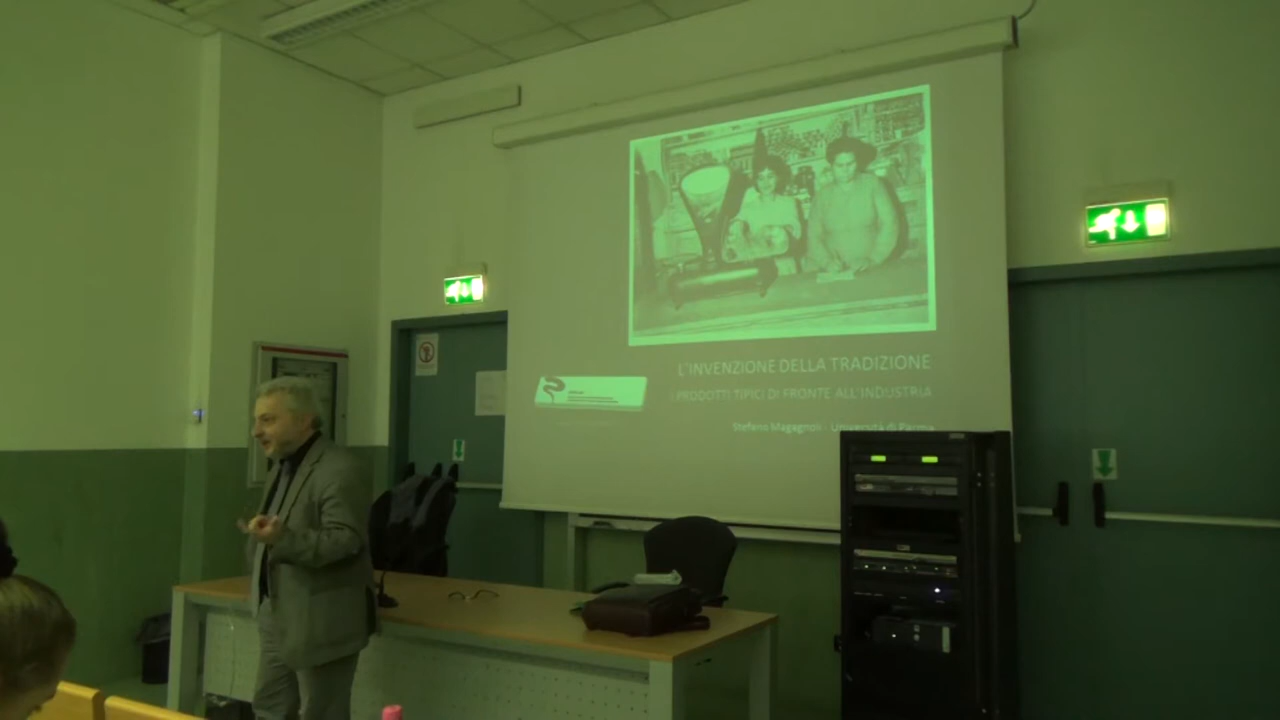 L'INVENZIONE DELLA TRADIZIONE
I PRODOTTI TIPICI DI FRONTE ALL'INDUSTRIA
Stefano Magagnoli - Università di Parma